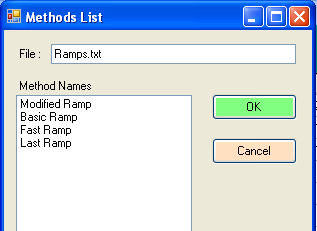 Methods List
File : Ramps.txt
Method Names
Modified Ramp
Basic Ramp
Fast Ramp
Last Ramp
OK
Cancel